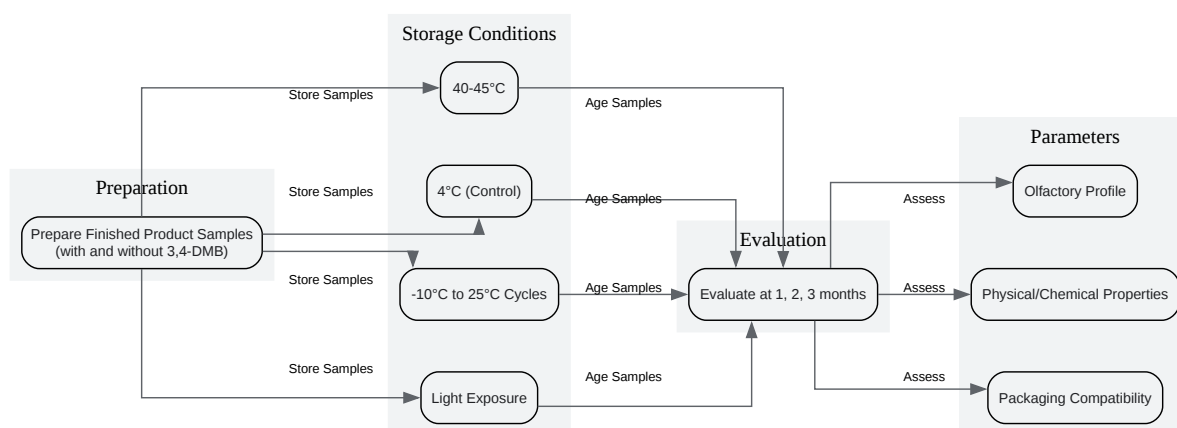 Storage Conditions
40-45°C
Store Samples
Age Samples
Parameters
4°C (Control)
Store Samples
Age Samples
Preparation
Olfactory Profile
Assess
Prepare Finished Product Samples
(with and without 3,4-DMB)
Evaluation
Store Samples
-10°C to 25°C Cycles
Age Samples
Evaluate at 1, 2, 3 months
Assess
Physical/Chemical Properties
Store Samples
Light Exposure
Age Samples
Assess
Packaging Compatibility